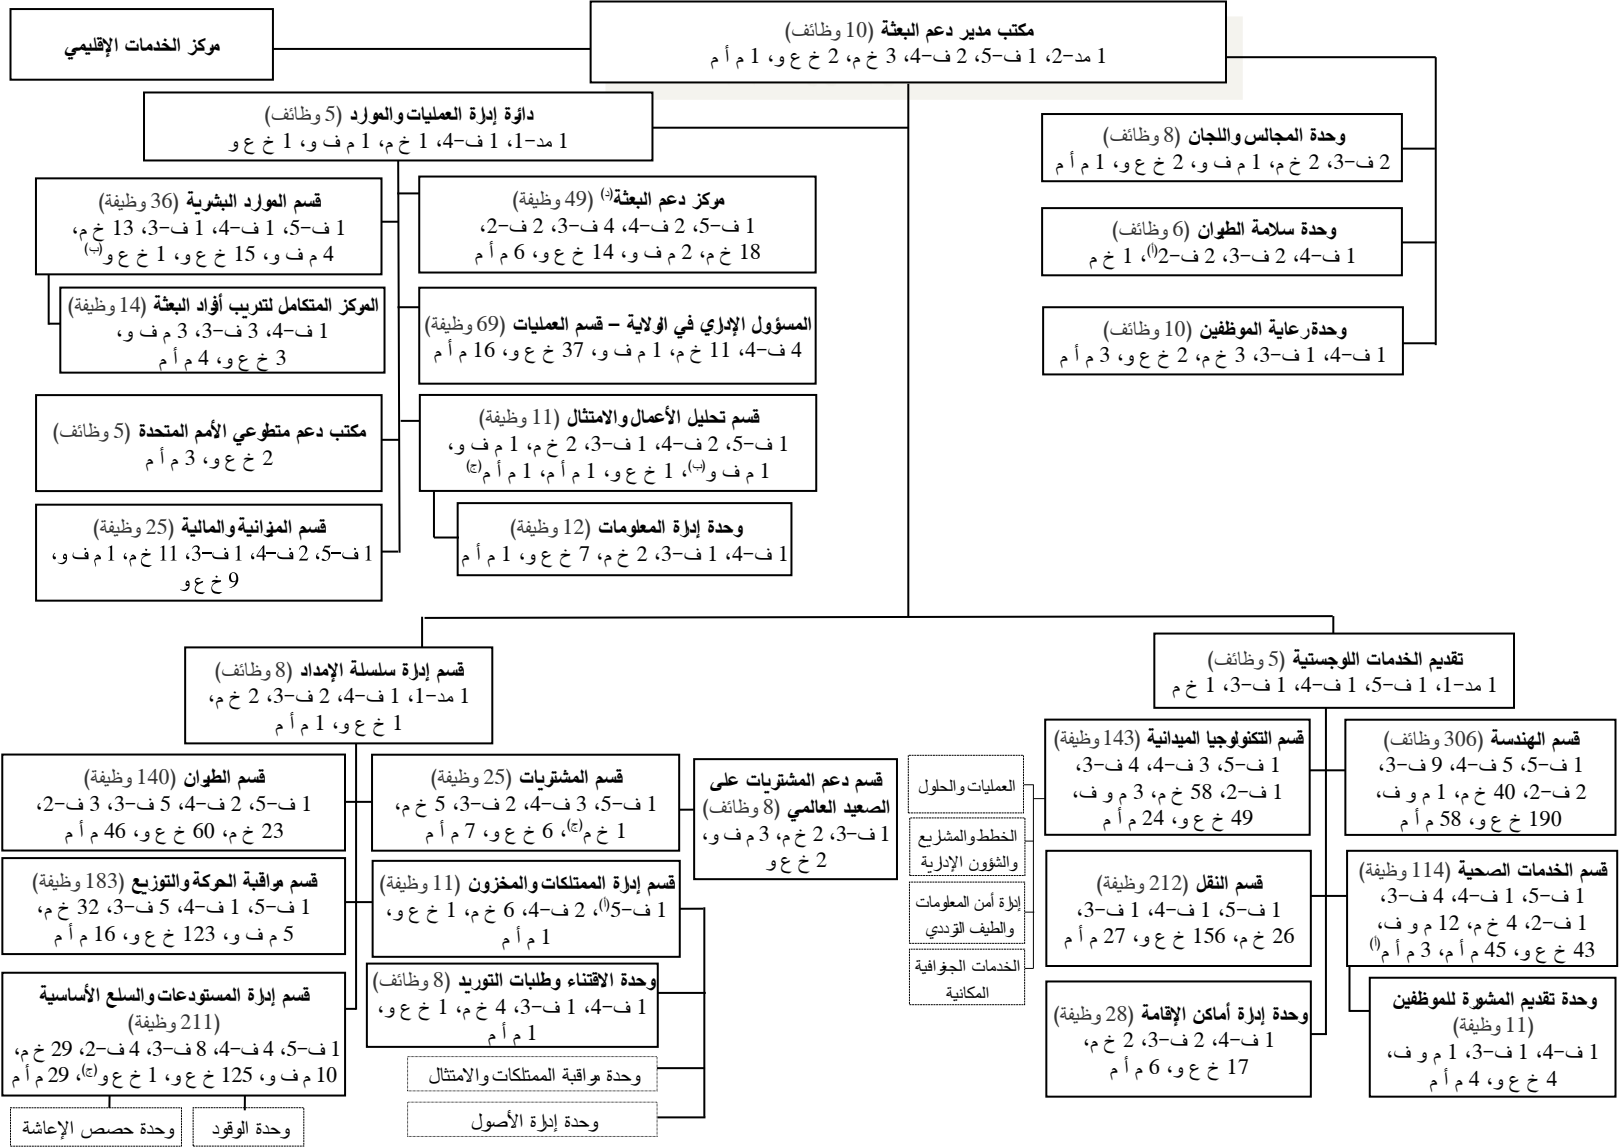 مكتب مدير دعم البعثة (10 وظائف)
1 مد-2، 1 ف-5، 2 ف-4، 3 خ م، 2 خ ع و، 1 م أ م
مركز الخدمات الإقليمي
دائرة إدارة العمليات والموارد (5 وظائف)
1 مد-1، 1 ف-4، 1 خ م، 1 م ف و، 1 خ ع و
وحدة المجالس واللجان (8 وظائف)
2 ف-3، 2 خ م، 1 م ف و، 2 خ ع و، 1 م أ م
وحدة سلامة الطيران (6 وظائف)
1 ف-4، 2 ف-3، 2 ف-2(أ)، 1 خ م
وحدة رعاية الموظفين (10 وظائف)
1 ف-4، 1 ف-3، 3 خ م، 2 خ ع و، 3 م أ م
مركز دعم البعثة(د) (49 وظيفة)
1 ف-5، 2 ف-4، 4 ف-3، 2 ف-2،
18 خ م، 2 م ف و، 14 خ ع و، 6 م أ م
قسم الموارد البشرية (36 وظيفة)
1 ف-5، 1 ف-4، 1 ف-3، 13 خ م،
4 م ف و، 15 خ ع و، 1 خ ع و(ب)
المركز المتكامل لتدريب أفراد البعثة (14 وظيفة)
1 ف-4، 3 ف-3، 3 م ف و،
3 خ ع و، 4 م أ م
المسؤول الإداري في الولاية – قسم العمليات (69 وظيفة)
4 ف-4، 11 خ م، 1 م ف و، 37 خ ع و، 16 م أ م
قسم تحليل الأعمال والامتثال (11 وظيفة)
1 ف-5، 2 ف-4، 1 ف-3، 2 خ م، 1 م ف و،
1 م ف و(ب)، 1 خ ع و، 1 م أ م، 1 م أ م(ج)
مكتب دعم متطوعي الأمم المتحدة (5 وظائف)
2 خ ع و، 3 م أ م
وحدة إدارة المعلومات (12 وظيفة)
1 ف-4، 1 ف-3، 2 خ م، 7 خ ع و، 1 م أ م
قسم الميزانية والمالية (25 وظيفة)
1 ف-5، 2 ف-4، 1 ف-3، 11 خ م، 1 م ف و،
9 خ ع و
تقديم الخدمات اللوجستية (5 وظائف)
1 مد-1، 1 ف-5، 1 ف-4، 1 ف-3، 1 خ م
قسم إدارة سلسلة الإمداد (8 وظائف)
1 مد-1، 1 ف-4، 2 ف-3، 2 خ م،
1 خ ع و، 1 م أ م
قسم الهندسة (306 وظائف)
1 ف-5، 5 ف-4، 9 ف-3،
2 ف-2، 40 خ م، 1 م و ف،
190 خ ع و، 58 م أ م
قسم التكنولوجيا الميدانية (143 وظيفة)
1 ف-5، 3 ف-4، 4 ف-3،
1 ف-2، 58 خ م، 3 م و ف،
49 خ ع و، 24 م أ م
العمليات والحلول
الخطط والمشاريع
والشؤون الإدارية
إدارة أمن المعلومات
والطيف الترددي
الخدمات الجغرافية
المكانية
قسم الخدمات الصحية (114 وظيفة)
1 ف-5، 1 ف-4، 4 ف-3،
1 ف-2، 4 خ م، 12 م و ف،
43 خ ع و، 45 م أ م، 3 م أ م(أ)
قسم النقل (212 وظيفة)
1 ف-5، 1 ف-4، 1 ف-3،
26 خ م، 156 خ ع و، 27 م أ م
وحدة تقديم المشورة للموظفين
(11 وظيفة)
1 ف-4، 1 ف-3، 1 م و ف،
4 خ ع و، 4 م أ م
وحدة إدارة أماكن الإقامة (28 وظيفة)
1 ف-4، 2 ف-3، 2 خ م،
17 خ ع و، 6 م أ م
قسم دعم المشتريات على
الصعيد العالمي (8 وظائف)
1 ف-3، 2 خ م، 3 م ف و،
2 خ ع و
قسم المشتريات (25 وظيفة)
1 ف-5، 3 ف-4، 2 ف-3، 5 خ م،
1 خ م(ج)، 6 خ ع و، 7 م أ م
قسم الطيران (140 وظيفة)
1 ف-5، 2 ف-4، 5 ف-3، 3 ف-2،
23 خ م، 60 خ ع و، 46 م أ م
قسم إدارة الممتلكات والمخزون (11 وظيفة)
1 ف-5(أ)، 2 ف-4، 6 خ م، 1 خ ع و،
1 م أ م
قسم مراقبة الحركة والتوزيع (183 وظيفة)
1 ف-5، 1 ف-4، 5 ف-3، 32 خ م،
5 م ف و، 123 خ ع و، 16 م أ م
وحدة الاقتناء وطلبات التوريد (8 وظائف)
1 ف-4، 1 ف-3، 4 خ م، 1 خ ع و،
1 م أ م
قسم إدارة المستودعات والسلع الأساسية
(211 وظيفة)
1 ف-5، 4 ف-4، 8 ف-3، 4 ف-2، 29 خ م،
10 م ف و، 125 خ ع و، 1 خ ع و(ج)، 29 م أ م
وحدة مراقبة الممتلكات والامتثال
وحدة إدارة الأصول
وحدة الوقود
وحدة حصص الإعاشة